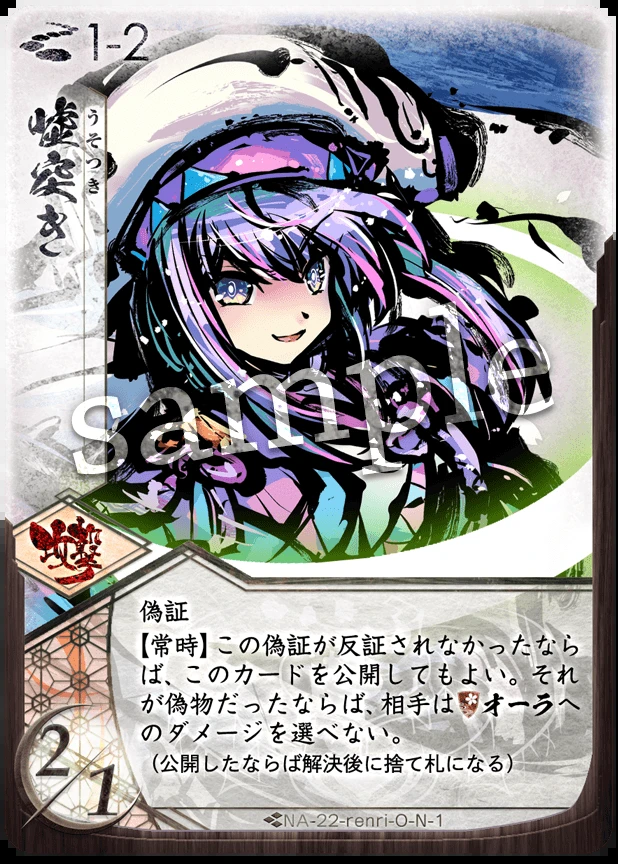 1-2
嘘突き
うそつき
sample
攻撃
偽証
【常時】この偽証が反証されなかったなら
ば、このカードを公開してもよい。それ
が偽物だったならば、相手はオーラへ
のダメージを選べない。
（公開したならば解決後に捨て札になる）
2/1
NA-22-renri-O-N-1